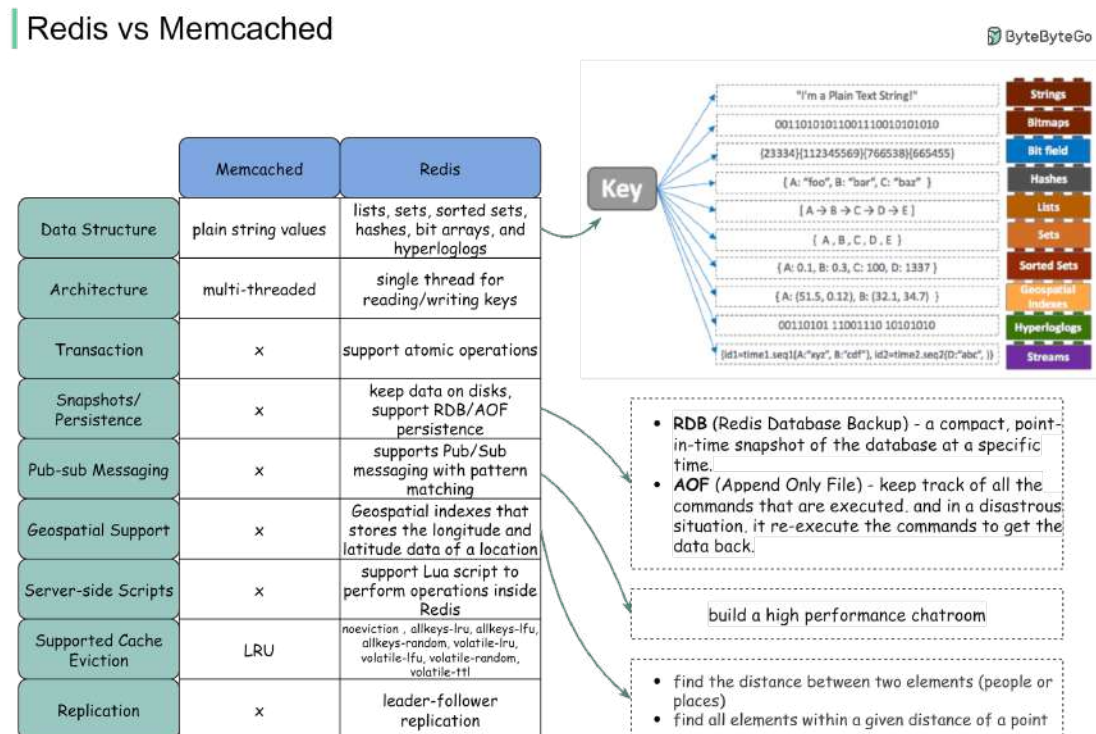 Redis vs Memcached
ByteByteGo
Memcached
Redis
Data Structure
plain string values
lists, sets, sorted sets,
hashes, bit arrays, and
hyperloglogs
Architecture
multi-threaded
single thread for
reading/writing keys
Transaction
x
support atomic operations
Snapshots/
Persistence
x
keep data on disks,
support RDB/AOF
persistence
Pub-sub Messaging
x
supports Pub/Sub
messaging with pattern
matching
Geospatial Support
x
Geospatial indexes that
stores the longitude and
latitude data of a location
Server-side Scripts
x
support Lua script to
perform operations inside
Redis
Supported Cache
Eviction
LRU
noeviction , allkeys-lru, allkeys-lfu,
allkeys-random, volatile-lru,
volatile-lfu, volatile-random,
volatile-ttl
Replication
x
leader-follower
replication
Key
"I'm a Plain Text String!"
Strings
00110101011001110010101010
Bitmaps
{23334}{112345569}{766538}{665455}
Bit field
{ A: "foo", B: "bar", C: "baz" }
Hashes
[ A → B → C → D → E ]
Lists
{ A , B , C , D , E }
Sets
{ A: 0.1, B: 0.3, C: 100, D: 1337 }
Sorted Sets
{ A: (51.5, 0.12), B: (32.1, 34.7) }
Geospatial
Indexes
00110101 11001110 10101010
Hyperloglogs
{id1=time1.seq1(A:"xyz", B:"cdf"), id2=time2.seq2(D:"abc", )}
Streams
• RDB (Redis Database Backup) - a compact, point-
in-time snapshot of the database at a specific
time.
• AOF (Append Only File) - keep track of all the
commands that are executed, and in a disastrous
situation, it re-execute the commands to get the
data back.
build a high performance chatroom
• find the distance between two elements (people or
places)
• find all elements within a given distance of a point